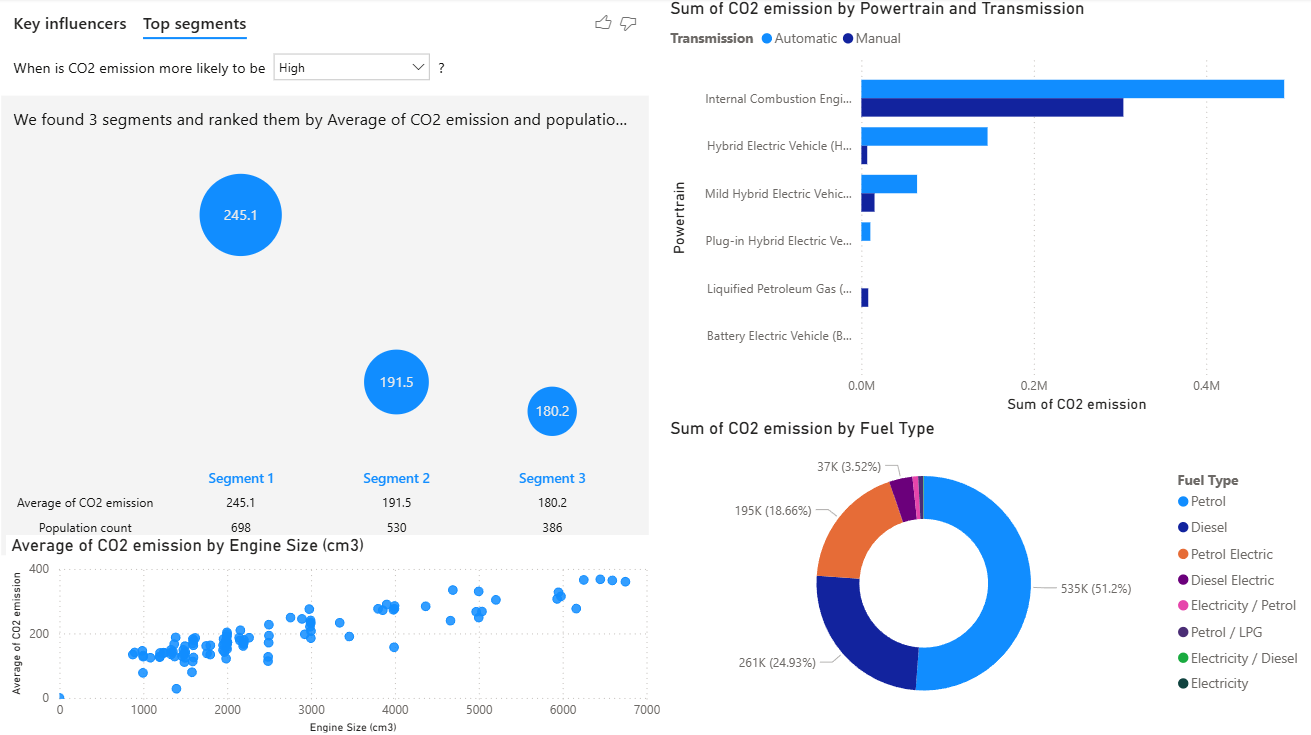 Key influencers Top segments
When is CO2 emission more likely to be High ?
We found 3 segments and ranked them by Average of CO2 emission and populatio...
245.1
191.5
180.2
Segment 1 Segment 2 Segment 3
Average of CO2 emission 245.1 191.5 180.2
Population count 698 530 386
Average of CO2 emission by Engine Size (cm3)
Average of CO2 emission
400
200
0
0 1000 2000 3000 4000 5000 6000 7000
Engine Size (cm3)
Sum of CO2 emission by Powertrain and Transmission
Transmission Automatic Manual
Powertrain
Internal Combustion Engi...
Hybrid Electric Vehicle (H...
Mild Hybrid Electric Vehic...
Plug-in Hybrid Electric Ve...
Liquified Petroleum Gas (...
Battery Electric Vehicle (B...
0.0M 0.2M 0.4M
Sum of CO2 emission
Sum of CO2 emission by Fuel Type
37K (3.52%)
195K (18.66%)
535K (51.2%)
261K (24.93%)
Fuel Type
Petrol
Diesel
Petrol Electric
Diesel Electric
Electricity / Petrol
Petrol / LPG
Electricity / Diesel
Electricity